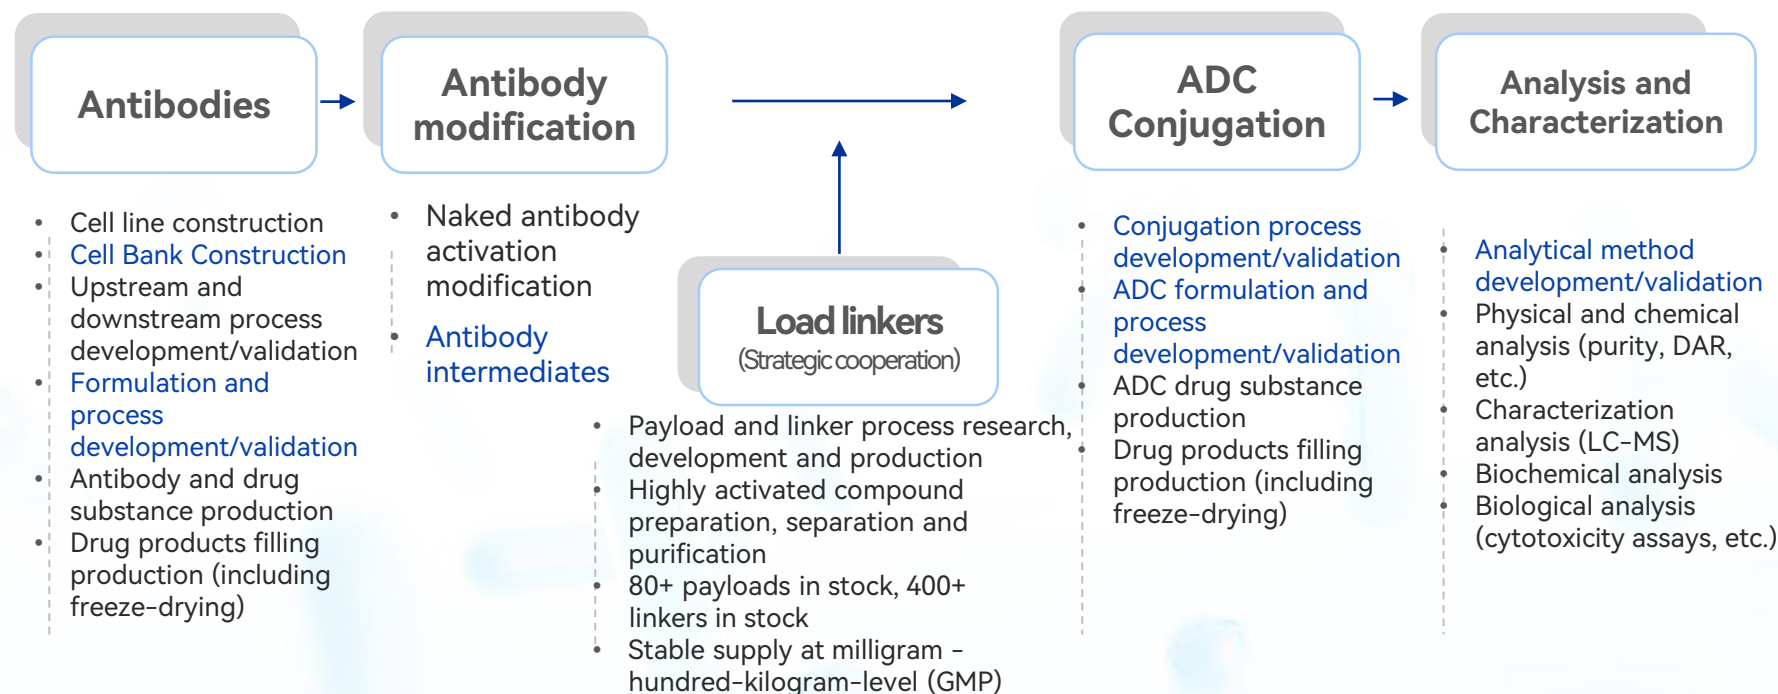 Antibodies
Antibody
modification
ADC
Conjugation
Analysis and
Characterization
Load linkers
(Strategic cooperation)
• Cell line construction
• Cell Bank Construction
• Upstream and
downstream process
development/validation
• Formulation and
process
development/validation
• Antibody and drug
substance production
• Drug products filling
production (including
freeze-drying)
• Naked antibody
activation
modification
• Antibody
intermediates
• Payload and linker process research,
development and production
• Highly activated compound
preparation, separation and
purification
• 80+ payloads in stock, 400+
linkers in stock
• Stable supply at milligram -
hundred-kilogram-level (GMP)
• Conjugation process
development/validation
• ADC formulation and
process
development/validation
• ADC drug substance
production
• Drug products filling
production (including
freeze-drying)
• Analytical method
development/validation
• Physical and chemical
analysis (purity, DAR,
etc.)
• Characterization
analysis (LC-MS)
• Biochemical analysis
• Biological analysis
(cytotoxicity assays, etc.)